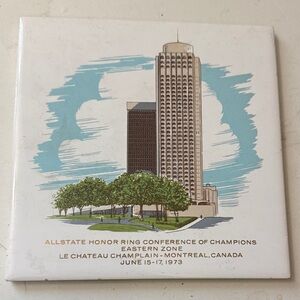 ALLSTATE HONOR RING CONFERENCE OF CHAMPIONS
EASTERN ZONE
LE CHATEAU CHAMPLAIN - MONTREAL, CANADA
JUNE 15-17, 1973